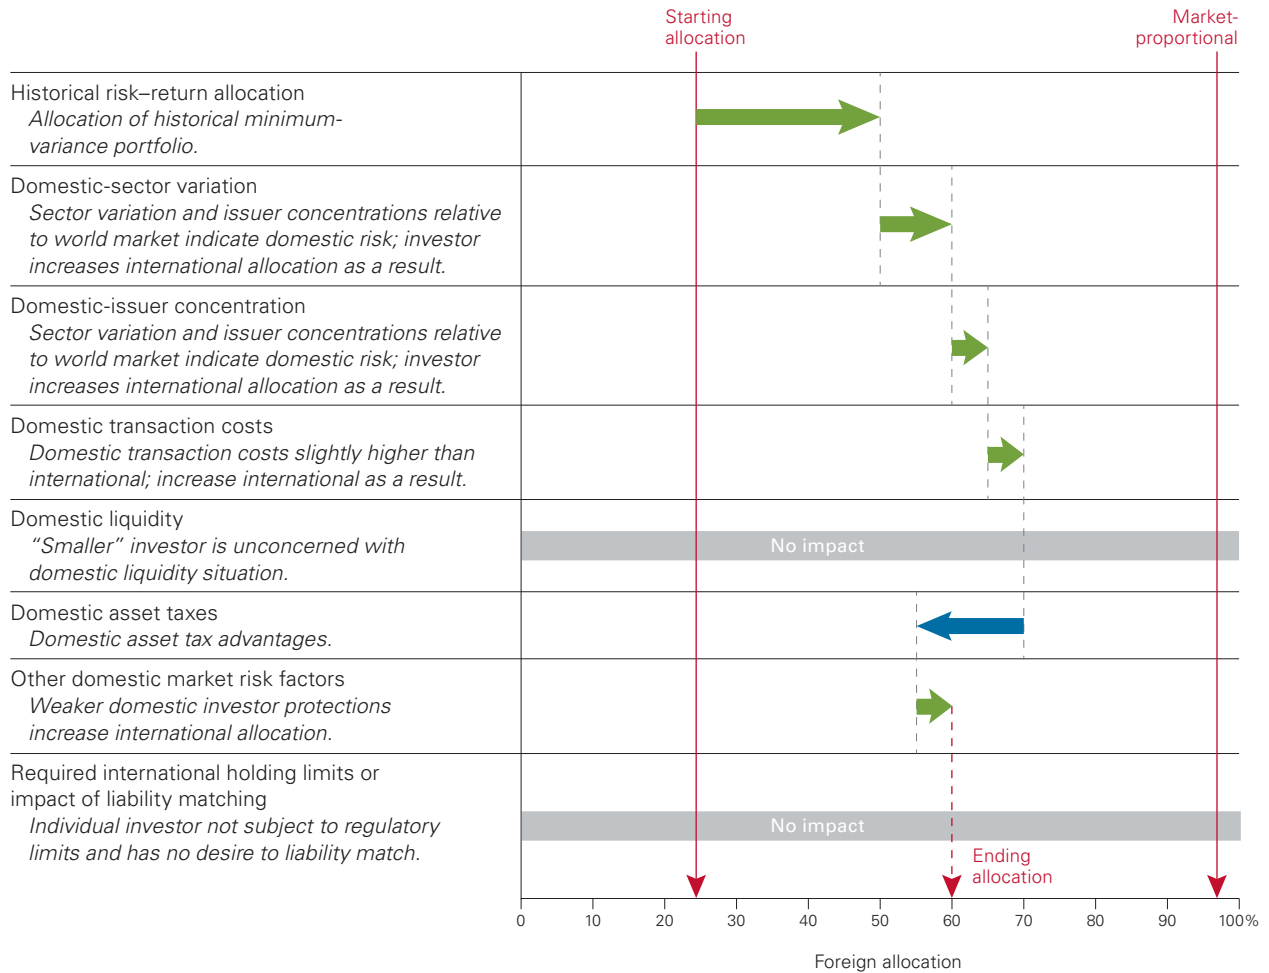 Starting
allocation
Market-
proportional
Historical risk–return allocation
Allocation of historical minimum-
variance portfolio.
Domestic-sector variation
Sector variation and issuer concentrations relative
to world market indicate domestic risk; investor
increases international allocation as a result.
Domestic-issuer concentration
Sector variation and issuer concentrations relative
to world market indicate domestic risk; investor
increases international allocation as a result.
Domestic transaction costs
Domestic transaction costs slightly higher than
international; increase international as a result.
Domestic liquidity
“Smaller” investor is unconcerned with
domestic liquidity situation.
No impact
Domestic asset taxes
Domestic asset tax advantages.
Other domestic market risk factors
Weaker domestic investor protections
increase international allocation.
Required international holding limits or
impact of liability matching
Individual investor not subject to regulatory
limits and has no desire to liability match.
No impact
Ending
allocation
0 10 20 30 40 50 60 70 80 90 100%
Foreign allocation